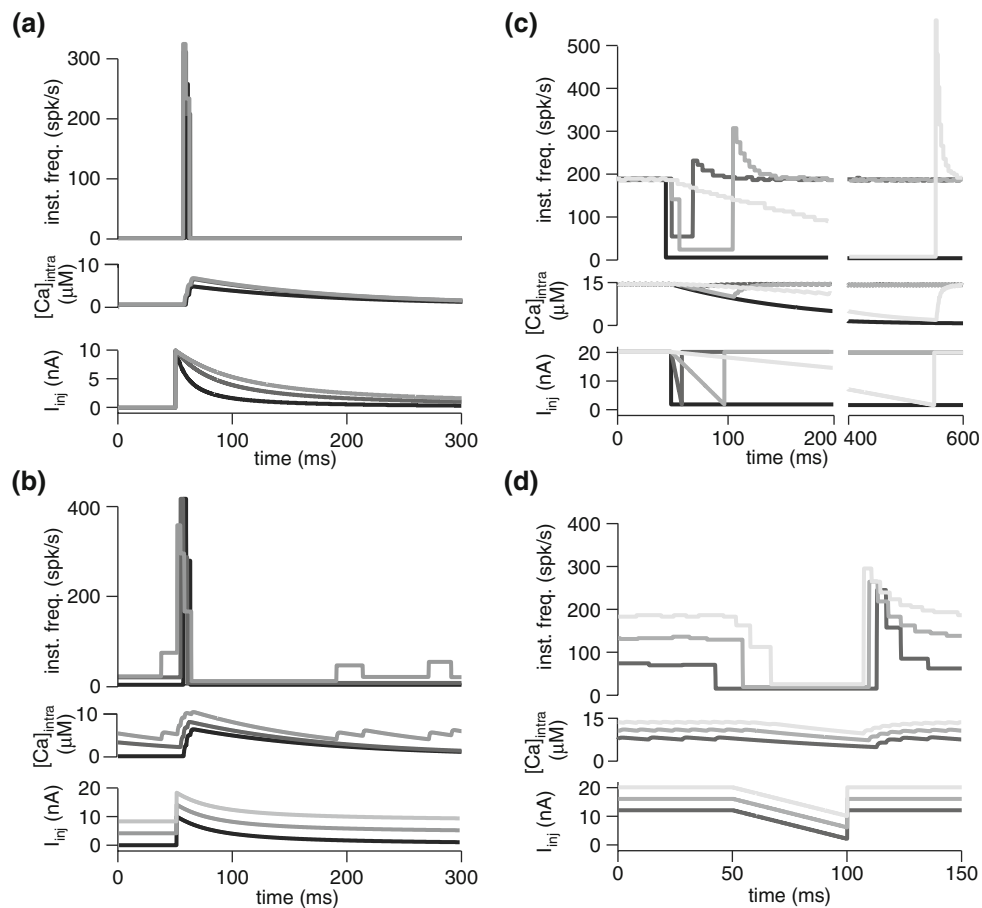 (a)
inst. freq. (spk/s)
300
200
100
0
[Ca]intra
(μM)
10
0
Iinj (nA)
10
5
0
0 100 200 300
time (ms)
(b)
inst. freq. (spk/s)
400
200
0
[Ca]intra
(μM)
10
0
Iinj (nA)
20
10
0
0 100 200 300
time (ms)
(c)
inst. freq. (spk/s)
500
400
300
200
100
0
[Ca]intra
(μM)
15
0
Iinj (nA)
20
10
0
0 100 200 400 600
time (ms)
(d)
inst. freq. (spk/s)
400
300
200
100
0
[Ca]intra
(μM)
15
0
Iinj (nA)
20
10
0
0 50 100 150
time (ms)